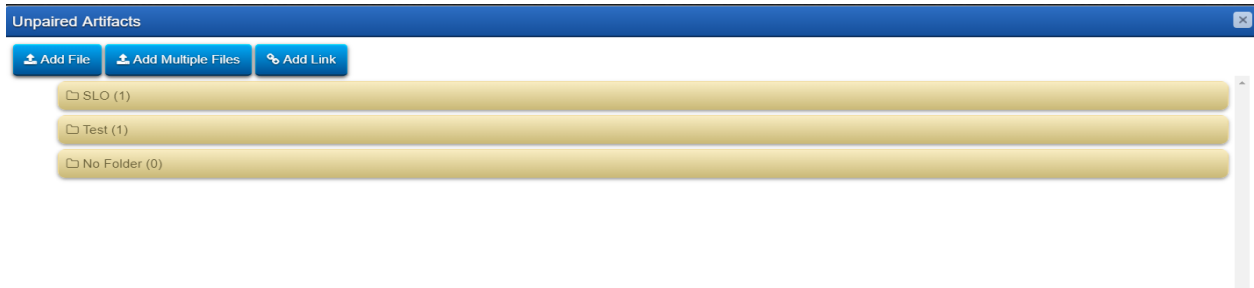 Unpaired Artifacts
Add File Add Multiple Files Add Link
SLO (1)
Test (1)
No Folder (0)